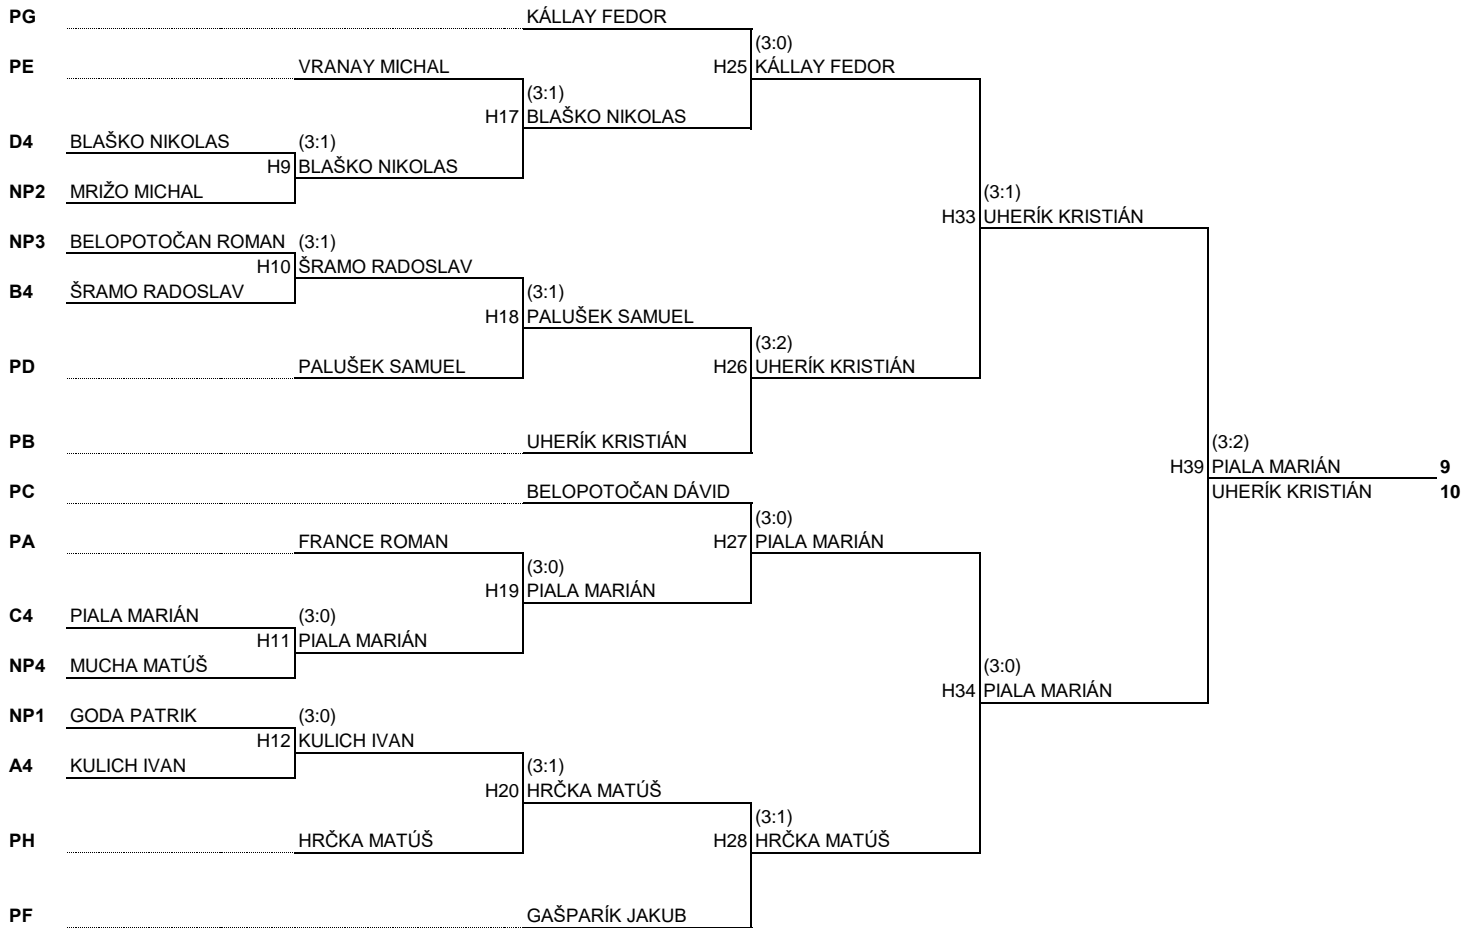 PG KÁLLAY FEDOR
(3:0)
PE VRANAY MICHAL H25 KÁLLAY FEDOR
(3:1)
H17 BLAŠKO NIKOLAS
D4 BLAŠKO NIKOLAS (3:1)
H9 BLAŠKO NIKOLAS
NP2 MRIŽO MICHAL (3:1)
H33 UHERÍK KRISTIÁN
NP3 BELOPOTOČAN ROMAN (3:1)
H10 ŠRAMO RADOSLAV
B4 ŠRAMO RADOSLAV (3:1)
H18 PALUŠEK SAMUEL
(3:2)
PD PALUŠEK SAMUEL H26 UHERÍK KRISTIÁN
PB UHERÍK KRISTIÁN (3:2)
H39 PIALA MARIÁN 9
PC BELOPOTOČAN DÁVID UHERÍK KRISTIÁN 10
(3:0)
PA FRANCE ROMAN H27 PIALA MARIÁN
(3:0)
H19 PIALA MARIÁN
C4 PIALA MARIÁN (3:0)
H11 PIALA MARIÁN
NP4 MUCHA MATÚŠ (3:0)
H34 PIALA MARIÁN
NP1 GODA PATRIK (3:0)
H12 KULICH IVAN
A4 KULICH IVAN (3:1)
H20 HRČKA MATÚŠ
(3:1)
PH HRČKA MATÚŠ H28 HRČKA MATÚŠ
PF GAŠPARÍK JAKUB